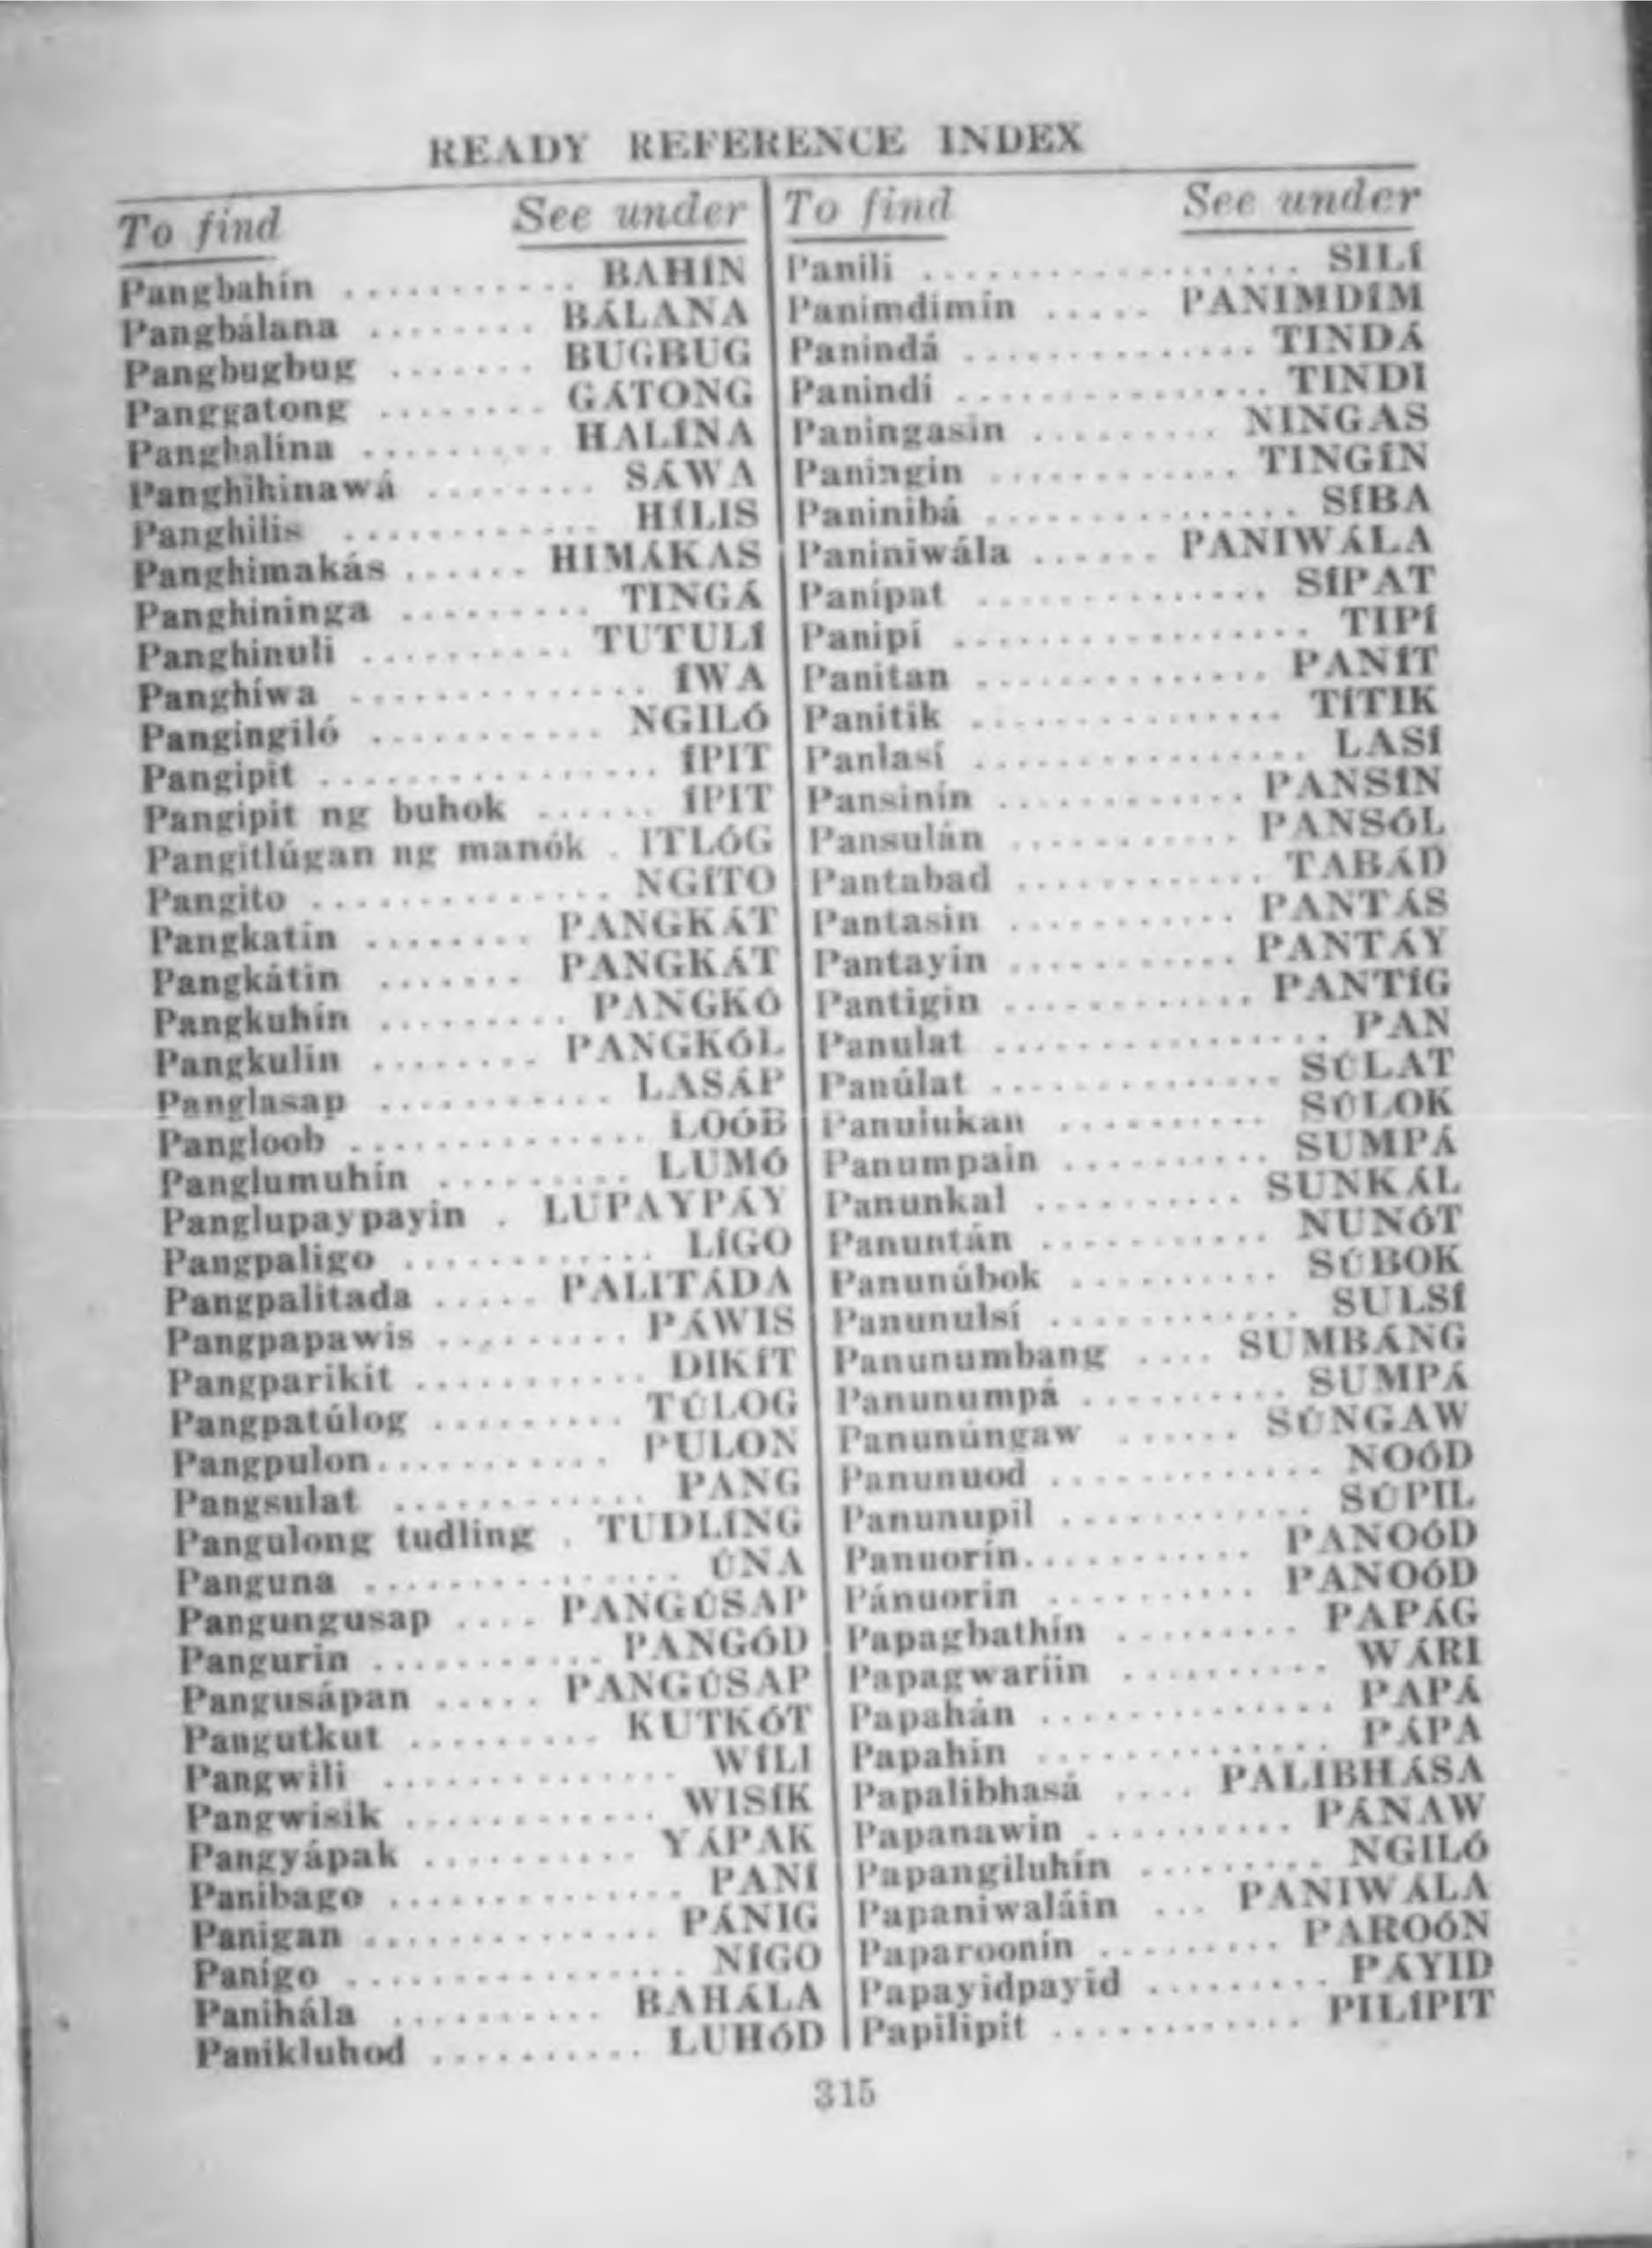 READY REFERENCE INDEX
To find See under
Pangbahín ........... BAHÍN
Pangbálana ........ BÁLANA
Pangbugbug ....... BUGBUG
Panggatong ........ GÁTONG
Panghalina ......... HALÍNA
Panghihinawá ........ SÁWA
Panghilis ............ HÍLIS
Panghimakás ...... HIMÁKAS
Panghininga ......... TINGÁ
Panghinuli .......... TUTULÍ
Panghíwa .............. ÍWA
Pangingiló ........... NGILÓ
Pangipit ................ ÍPIT
Pangipit ng buhok ...... ÍPIT
Pangitlúgan ng manók . ITLÓG
Pangito .............. NGÍTO
Pangkatín ........ PANGKÁT
Pangkátin ....... PANGKÁT
Pangkuhín ......... PANGKÓ
Pangkulin ........ PANGKÓL
Panglasap ........... LASÁP
Pangloob .............. LOÓB
Panglumuhín ......... LUMÓ
Panglupaypayin . LUPAYPÁY
Pangpaligo ............ LÍGO
Pangpalitada ..... PALITÁDA
Pangpapawis ......... PÁWIS
Pangparikit ........... DIKÍT
Pangpatúlog ......... TÚLOG
Pangpulon........... PULON
Pangsulat ............ PANG
Pangulong tudling . TUDLÍNG
Panguna ............... ÚNA
Pangungusap .... PANGÚSAP
Pangurin ........... PANGÓD
Pangusápan ..... PANGÚSAP
Pangutkut ......... KUTKÓT
Pangwili .............. WÍLI
Pangwisik ............ WISÍK
Pangyápak .......... YÁPAK
Panibago .............. PANÍ
Panigan .............. PÁNIG
Panígo ................ NÍGO
Panihála .......... BAHÁLA
Panikluhod .......... LUHÓD
To find See under
Panilí .................. SILÍ
Panimdimín ..... PANIMDÍM
Panindá .............. TINDÁ
Panindí ............... TINDI
Paningasin ......... NINGAS
Paningin ............ TINGÍN
Paninibá ............... SÍBA
Paniniwála ...... PANIWÁLA
Panípat .............. SÍPAT
Panipí ................. TIPÍ
Panitan .............. PANÍT
Panitik ............... TÍTIK
Panlasí ................ LASÍ
Pansinín ............ PANSÍN
Pansulán ........... PANSÓL
Pantabad ............ TABÁD
Pantasin ........... PANTÁS
Pantayín ........... PANTÁY
Pantigin ............ PANTÍG
Panulat ................ PAN
Panúlat .............. SÚLAT
Panulukan .......... SÚLOK
Panumpain .......... SUMPÁ
Panunkal .......... SUNKÁL
Panuntán ........... NUNÓT
Panunúbok .......... SÚBOK
Panunulsí ............ SULSÍ
Panunumbang .... SUMBÁNG
Panunumpá .......... SUMPÁ
Panunúngaw ...... SÚNGAW
Panunuod ............. NOÓD
Panunupil ............ SÚPIL
Panuorín........... PANOÓD
Pánuorin .......... PANOÓD
Papagbathín ......... PAPÁG
Papagwariin .......... WÁRI
Papahán .............. PAPÁ
Papahin .............. PÁPA
Papalibhasá .... PALIBHÁSA
Papanawin .......... PÁNAW
Papangiluhín ......... NGILÓ
Papaniwaláin ... PANIWÁLA
Paparoonín ......... PAROÓN
Papayidpayid ......... PÁYID
Papilipit ............ PILÍPIT
315